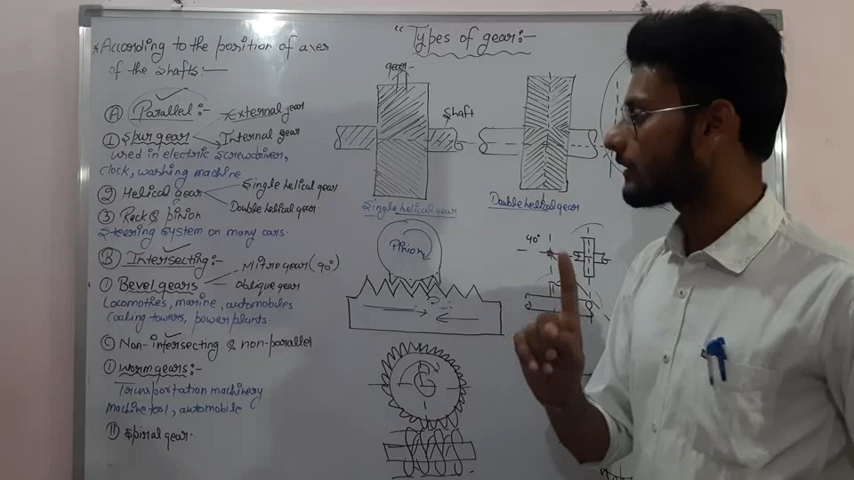 "Types of gear:-
*According to the position of axes
of the shafts:-
Ⓐ Parallel:-
① Spur gear
External gear
Internal gear
used in electric screwdriver,
clock, washing machine
② Helical gear
Single helical gear
Double helical gear
③ Rack & pinion
Steering system on many cars.
Ⓑ Intersecting:-
① Bevel gears
Mitre gear (90°)
Oblique gear
Locomotives, marine, automobiles
Cooling towers, power plants.
Ⓒ Non-intersecting & non-parallel
① worm gears:-
Transportation machinery
Machine tool, automobile
⑪ Spiral gear.
gear
Shaft
Single helical gear
Double helical gear
Pinion
90°